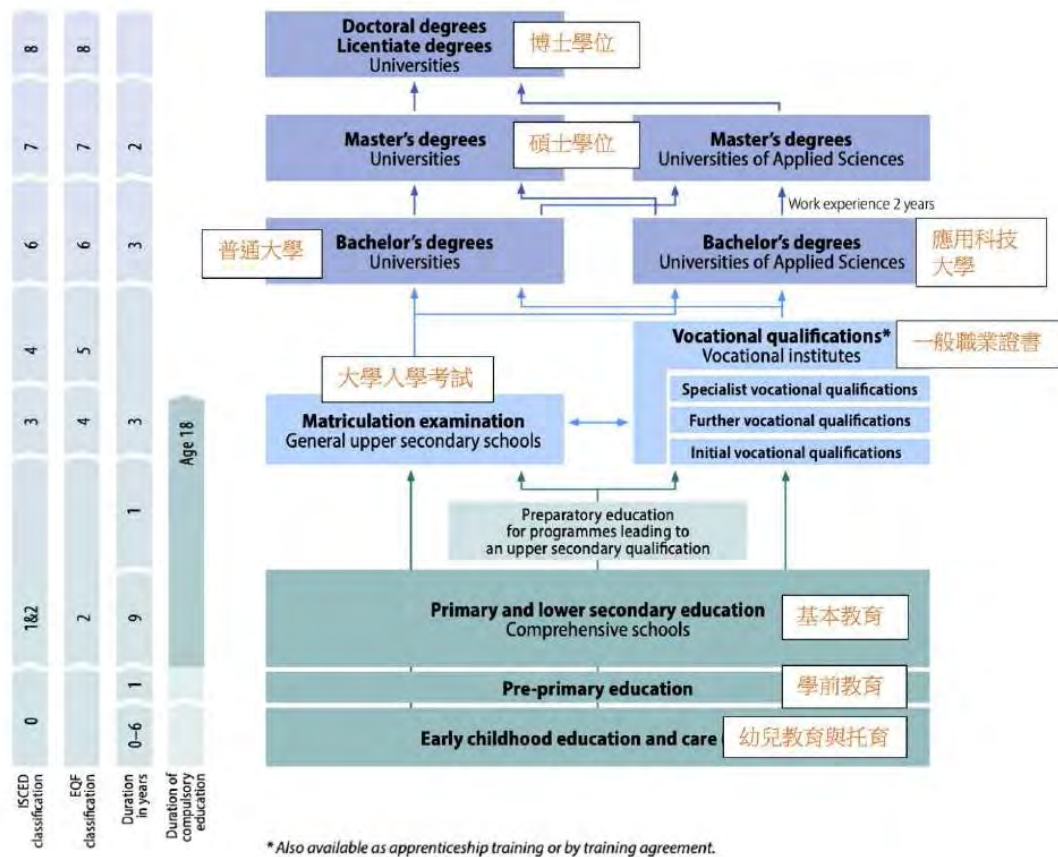 Doctoral degrees
Licentiate degrees
Universities
博士學位
8
8
Master's degrees
Universities
碩士學位
Master's degrees
Universities of Applied Sciences
7
7
2
Work experience 2 years
普通大學
Bachelor's degrees
Universities
Bachelor's degrees
Universities of Applied Sciences
應用科技
大學
6
6
3
Vocational qualifications*
Vocational institutes
一般職業證書
4
5
大學入學考試
Specialist vocational qualifications
Matriculation examination
General upper secondary schools
Further vocational qualifications
Initial vocational qualifications
3
4
3
Age 18
1
Preparatory education
for programmes leading to
an upper secondary qualification
Primary and lower secondary education
Comprehensive schools
基本教育
1&2
2
9
Pre-primary education
學前教育
1
Early childhood education and care
幼兒教育與托育
0
0–6
ISCED
classification
EQF
classification
Duration
in years
Duration of
compulsory
education
* Also available as apprenticeship training or by training agreement.